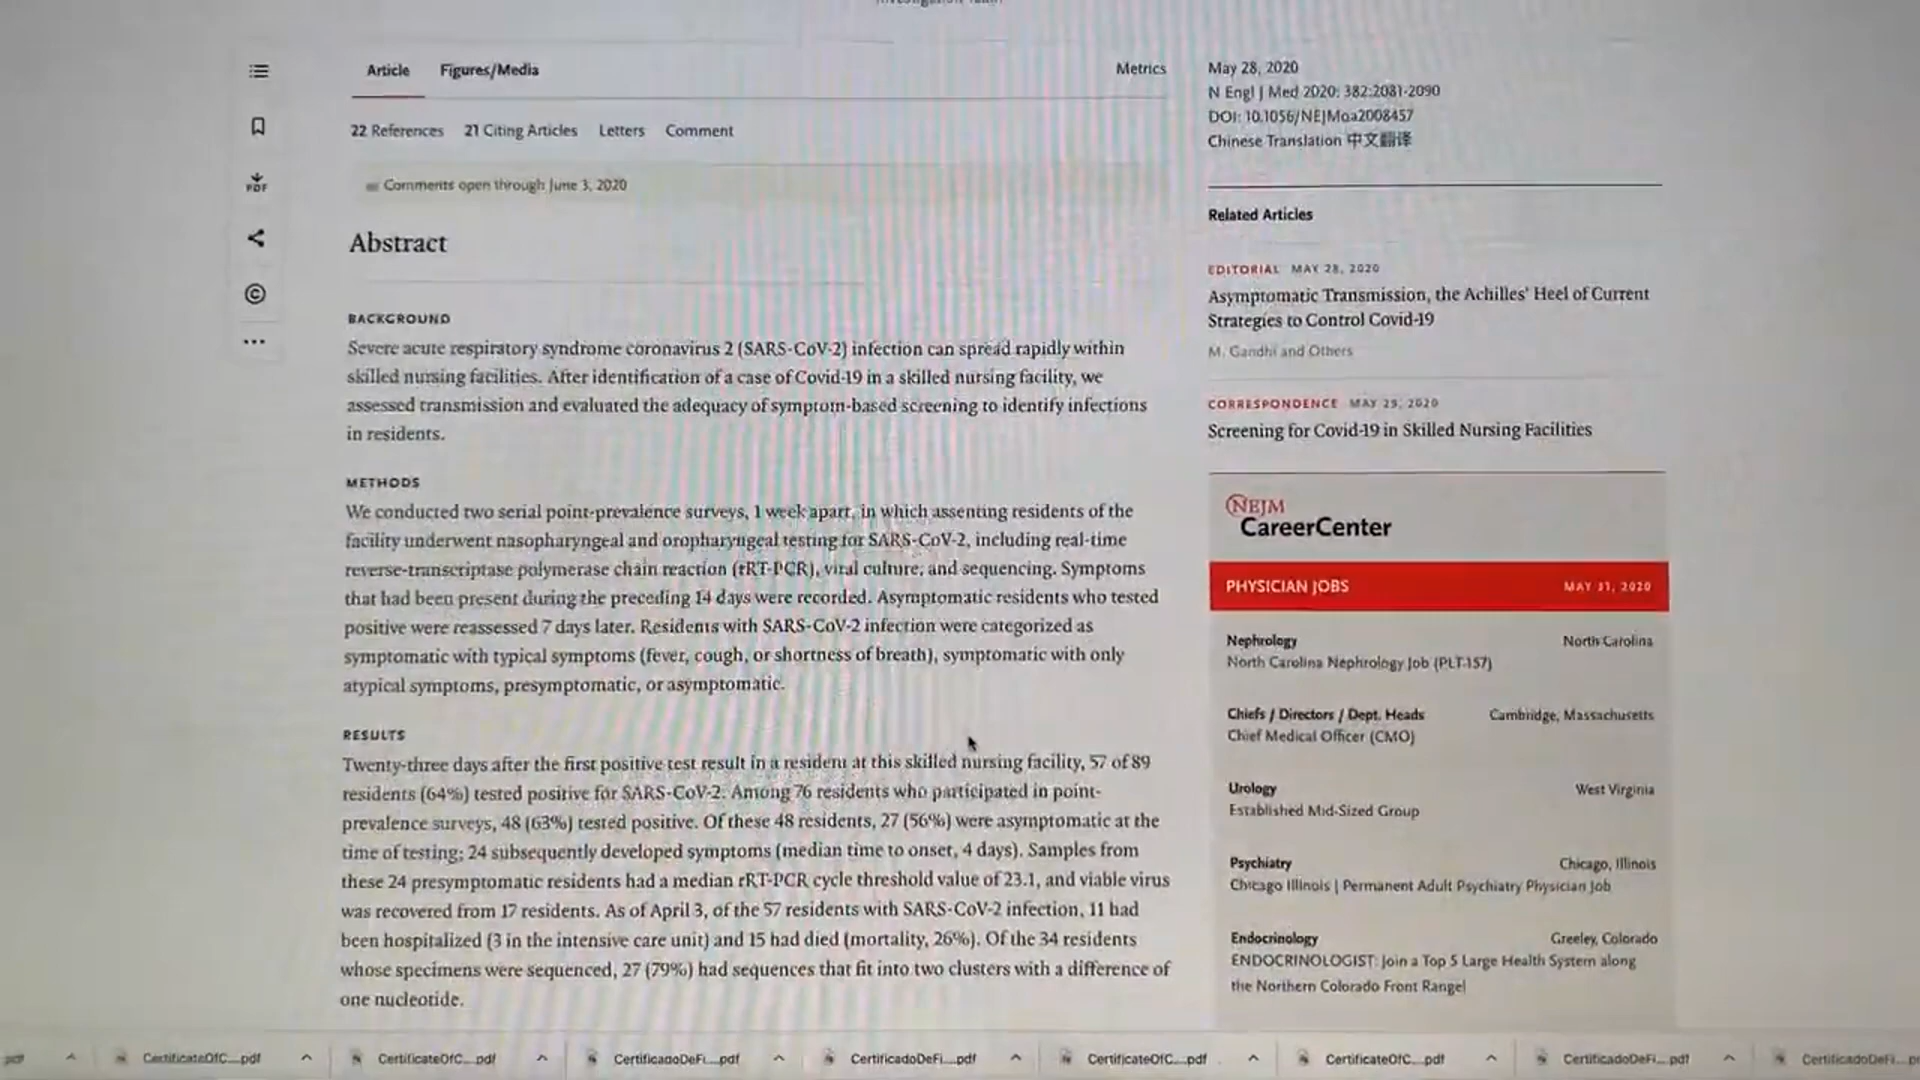 Article Figures/Media Metrics
22 References 21 Citing Articles Letters Comment
Comments open through June 3, 2020
Abstract
BACKGROUND
Severe acute respiratory syndrome coronavirus 2 (SARS-CoV-2) infection can spread rapidly within
skilled nursing facilities. After identification of a case of Covid-19 in a skilled nursing facility, we
assessed transmission and evaluated the adequacy of symptom-based screening to identify infections
in residents.
METHODS
We conducted two serial point-prevalence surveys, 1 week apart, in which assenting residents of the
facility underwent nasopharyngeal and oropharyngeal testing for SARS-CoV-2, including real-time
reverse-transcriptase polymerase chain reaction (rRT-PCR), viral culture, and sequencing. Symptoms
that had been present during the preceding 14 days were recorded. Asymptomatic residents who tested
positive were reassessed 7 days later. Residents with SARS-CoV-2 infection were categorized as
symptomatic with typical symptoms (fever, cough, or shortness of breath), symptomatic with only
atypical symptoms, presymptomatic, or asymptomatic.
RESULTS
Twenty-three days after the first positive test result in a resident at this skilled nursing facility, 57 of 89
residents (64%) tested positive for SARS-CoV-2. Among 76 residents who participated in point-
prevalence surveys, 48 (63%) tested positive. Of these 48 residents, 27 (56%) were asymptomatic at the
time of testing; 24 subsequently developed symptoms (median time to onset, 4 days). Samples from
these 24 presymptomatic residents had a median rRT-PCR cycle threshold value of 23.1, and viable virus
was recovered from 17 residents. As of April 3, of the 57 residents with SARS-CoV-2 infection, 11 had
been hospitalized (3 in the intensive care unit) and 15 had died (mortality, 26%). Of the 34 residents
whose specimens were sequenced, 27 (79%) had sequences that fit into two clusters with a difference of
one nucleotide.
PDF
May 28, 2020
N Engl J Med 2020; 382:2081-2090
DOI: 10.1056/NEJMoa2008457
Chinese Translation 中文翻译
Related Articles
EDITORIAL MAY 28, 2020
Asymptomatic Transmission, the Achilles' Heel of Current
Strategies to Control Covid-19
M. Gandhi and Others
CORRESPONDENCE MAY 29, 2020
Screening for Covid-19 in Skilled Nursing Facilities
NEJM
CareerCenter
PHYSICIAN JOBS MAY 31, 2020
Nephrology North Carolina
North Carolina Nephrology Job (PLT-157)
Chiefs / Directors / Dept. Heads Cambridge, Massachusetts
Chief Medical Officer (CMO)
Urology West Virginia
Established Mid-Sized Group
Psychiatry Chicago, Illinois
Chicago Illinois | Permanent Adult Psychiatry Physician Job
Endocrinology Greeley, Colorado
ENDOCRINOLOGIST: Join a Top 5 Large Health System along
the Northern Colorado Front Range!
pdf CertificateOfC....pdf CertificateOfC....pdf CertificadoDeFi....pdf CertificadoDeFi....pdf CertificateOfC....pdf CertificateOfC....pdf CertificadoDeFi....pdf CertificadoDeFi....p